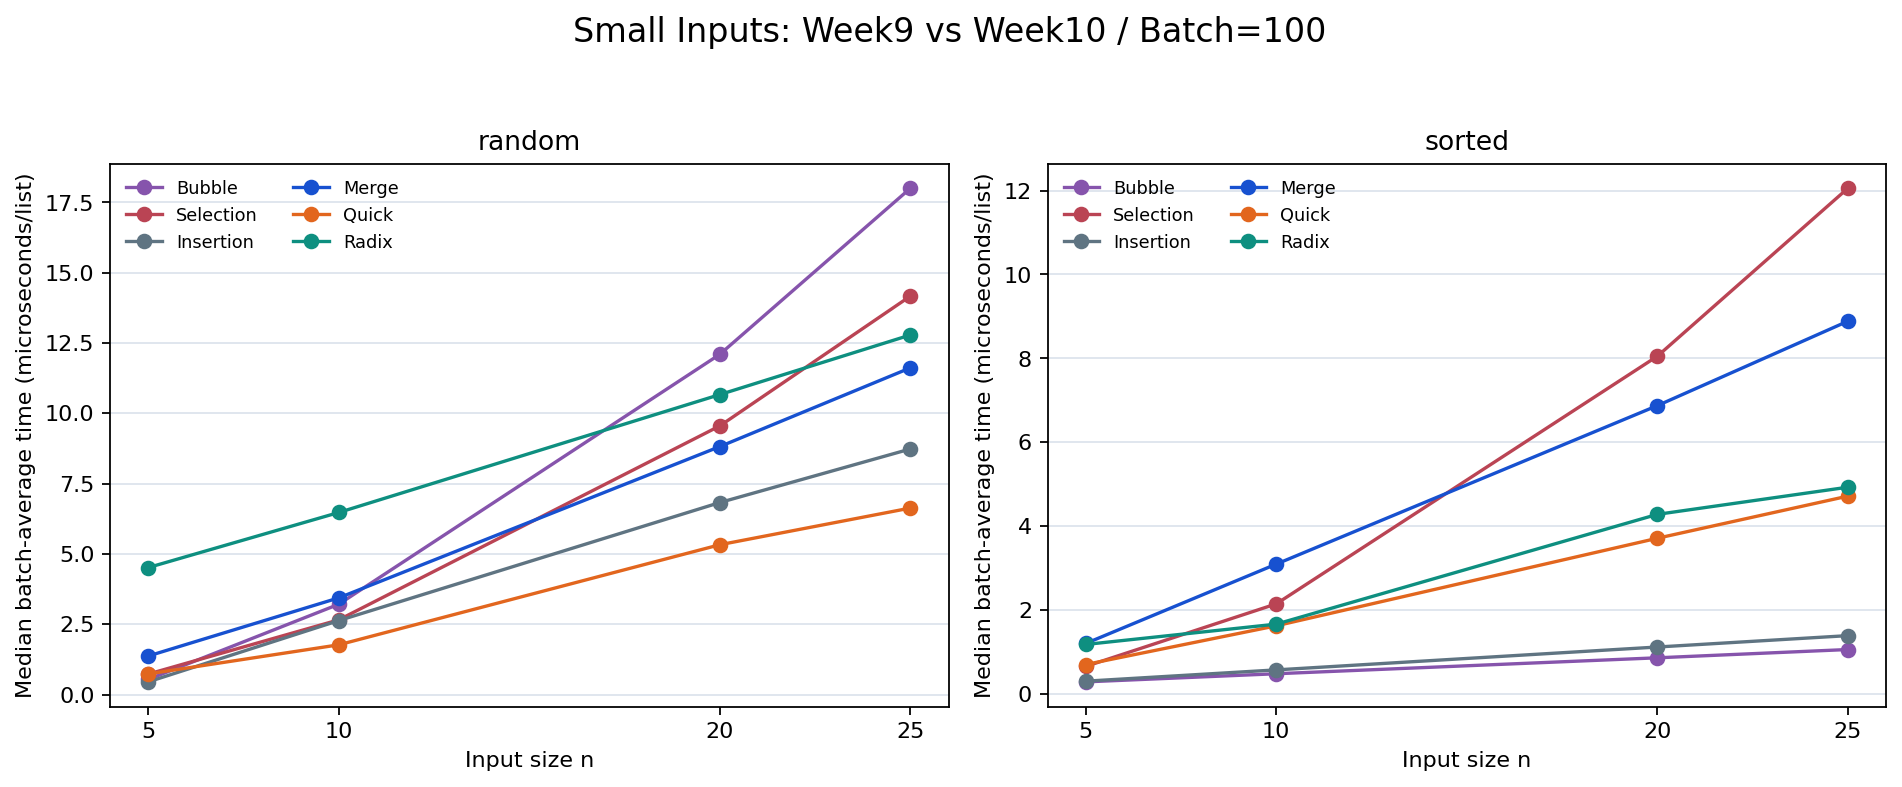 Small Inputs: Week9 vs Week10 / Batch=100
random
Median batch-average time (microseconds/list)
17.5
15.0
12.5
10.0
7.5
5.0
2.5
0.0
Bubble
Selection
Insertion
Merge
Quick
Radix
5 10 20 25
Input size n
sorted
Median batch-average time (microseconds/list)
12
10
8
6
4
2
0
Bubble
Selection
Insertion
Merge
Quick
Radix
5 10 20 25
Input size n